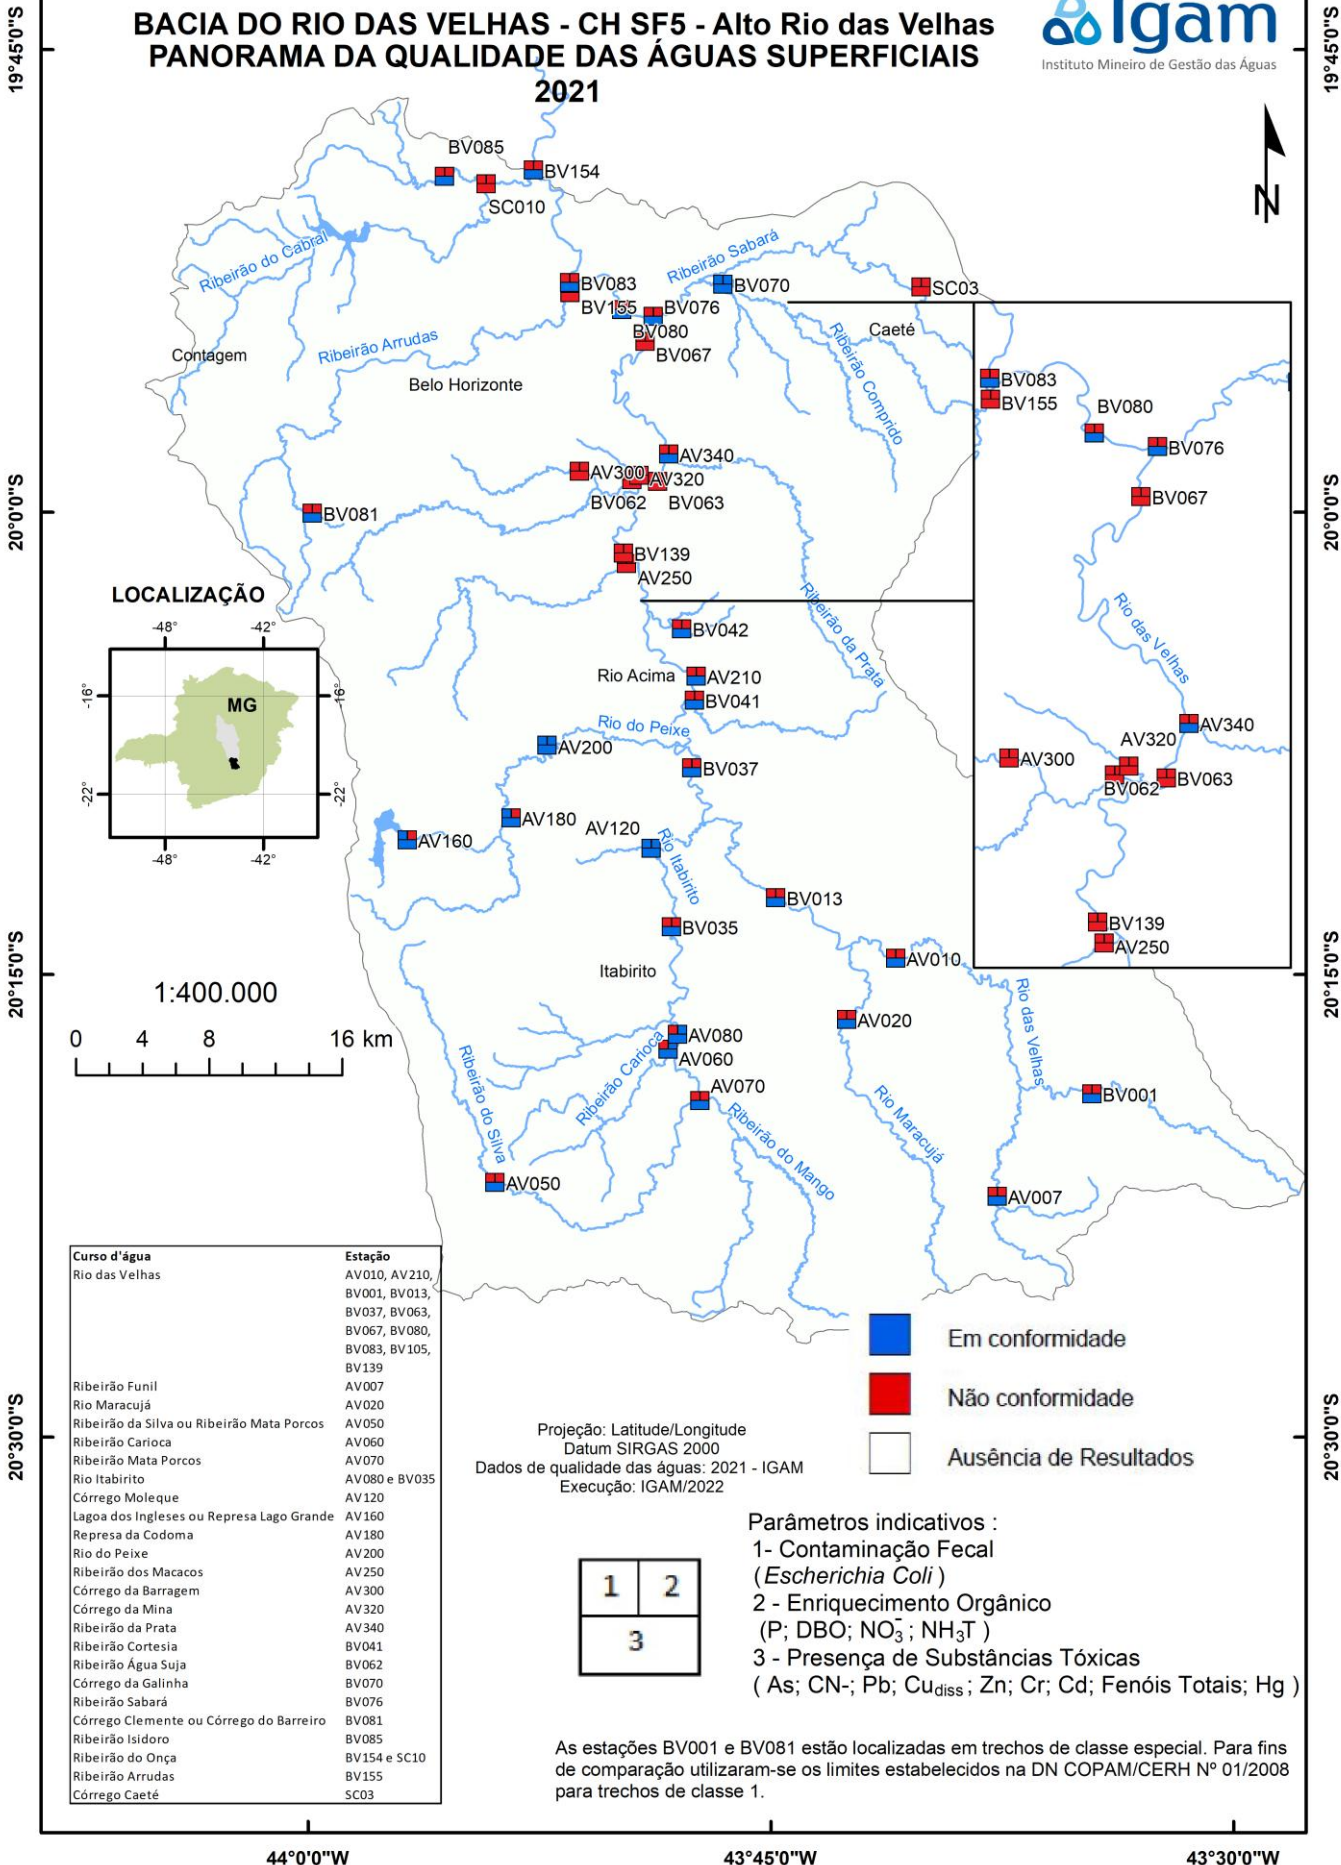 BACIA DO RIO DAS VELHAS - CH SF5 - Alto Rio das Velhas
PANORAMA DA QUALIDADE DAS ÁGUAS SUPERFICIAIS
2021
Igam
Instituto Mineiro de Gestão das Águas
19°45'0"S
19°45'0"S
N
BV085
BV154
SC010
Ribeirão do Cabral
Ribeirão Sabará
BV083
BV070
SC03
BV155
BV076
BV080
BV067
Caeté
Contagem
Ribeirão Arrudas
Ribeirão Comprido
Belo Horizonte
BV083
BV155
BV080
BV076
BV067
AV340
AV300
AV320
BV062
BV063
20°0'0"S
20°0'0"S
BV081
BV139
AV250
Rio das Velhas
AV340
AV320
AV300
BV062
BV063
BV139
AV250
LOCALIZAÇÃO
-48°
-42°
-16°
-16°
MG
-22°
-22°
-48°
-42°
BV042
Ribeirão da Prata
Rio Acima
AV210
BV041
Rio do Peixe
AV200
BV037
AV180
AV120
AV160
Rio Itabirito
BV013
BV035
Itabirito
AV010
20°15'0"S
20°15'0"S
1:400.000
0 4 8 16 km
AV020
Rio das Velhas
AV080
AV060
Ribeirão Carioca
Ribeirão do Silva
AV070
BV001
Rio Maracujá
Ribeirão do Mango
AV050
AV007
Curso d'água Estação
Rio das Velhas AV010, AV210,
BV001, BV013,
BV037, BV063,
BV067, BV080,
BV083, BV105,
BV139
Ribeirão Funil AV007
Rio Maracujá AV020
Ribeirão da Silva ou Ribeirão Mata Porcos AV050
Ribeirão Carioca AV060
Ribeirão Mata Porcos AV070
Rio Itabirito AV080 e BV035
Córrego Moleque AV120
Lagoa dos Ingleses ou Represa Lago Grande AV160
Represa da Codoma AV180
Rio do Peixe AV200
Ribeirão dos Macacos AV250
Córrego da Barragem AV300
Córrego da Mina AV320
Ribeirão da Prata AV340
Ribeirão Cortesia BV041
Ribeirão Água Suja BV062
Córrego da Galinha BV070
Ribeirão Sabará BV076
Córrego Clemente ou Córrego do Barreiro BV081
Ribeirão Isidoro BV085
Ribeirão do Onça BV154 e SC10
Ribeirão Arrudas BV155
Córrego Caeté SC03
Em conformidade
Não conformidade
Ausência de Resultados
20°30'0"S
20°30'0"S
Projeção: Latitude/Longitude
Datum SIRGAS 2000
Dados de qualidade das águas: 2021 - IGAM
Execução: IGAM/2022
1 2
3
Parâmetros indicativos :
1- Contaminação Fecal
(Escherichia Coli )
2 - Enriquecimento Orgânico
(P; DBO; NO₃⁻; NH₃T )
3 - Presença de Substâncias Tóxicas
( As; CN-; Pb; Cudiss; Zn; Cr; Cd; Fenóis Totais; Hg )
As estações BV001 e BV081 estão localizadas em trechos de classe especial. Para fins
de comparação utilizaram-se os limites estabelecidos na DN COPAM/CERH Nº 01/2008
para trechos de classe 1.
44°0'0"W
43°45'0"W
43°30'0"W